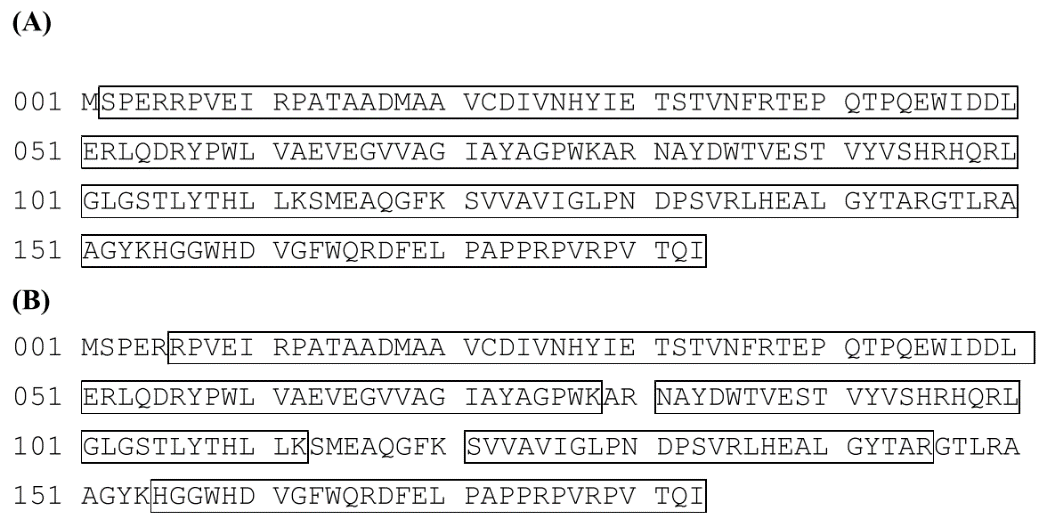 (A)
001 MSPERRPVEI RPATAADMAA VCDIVNHYIE TSTVNFRTEP QTPQEWIDDL
051 ERLQDRYPWL VAEVEGVVAG IAYAGPWKAR NAYDWTVEST VYVSHRHQRL
101 GLGSTLYTHL LKSMEAQGFK SVVAVIGLPN DPSVRLHEAL GYTARGTLRA
151 AGYKHGGWHD VGFWQRDFEL PAPPRPVRPV TQI
(B)
001 MSPERRPVEI RPATAADMAA VCDIVNHYIE TSTVNFRTEP QTPQEWIDDL
051 ERLQDRYPWL VAEVEGVVAG IAYAGPWKAR NAYDWTVEST VYVSHRHQRL
101 GLGSTLYTHL LKSMEAQGFK SVVAVIGLPN DPSVRLHEAL GYTARGTLRA
151 AGYKHGGWHD VGFWQRDFEL PAPPRPVRPV TQI